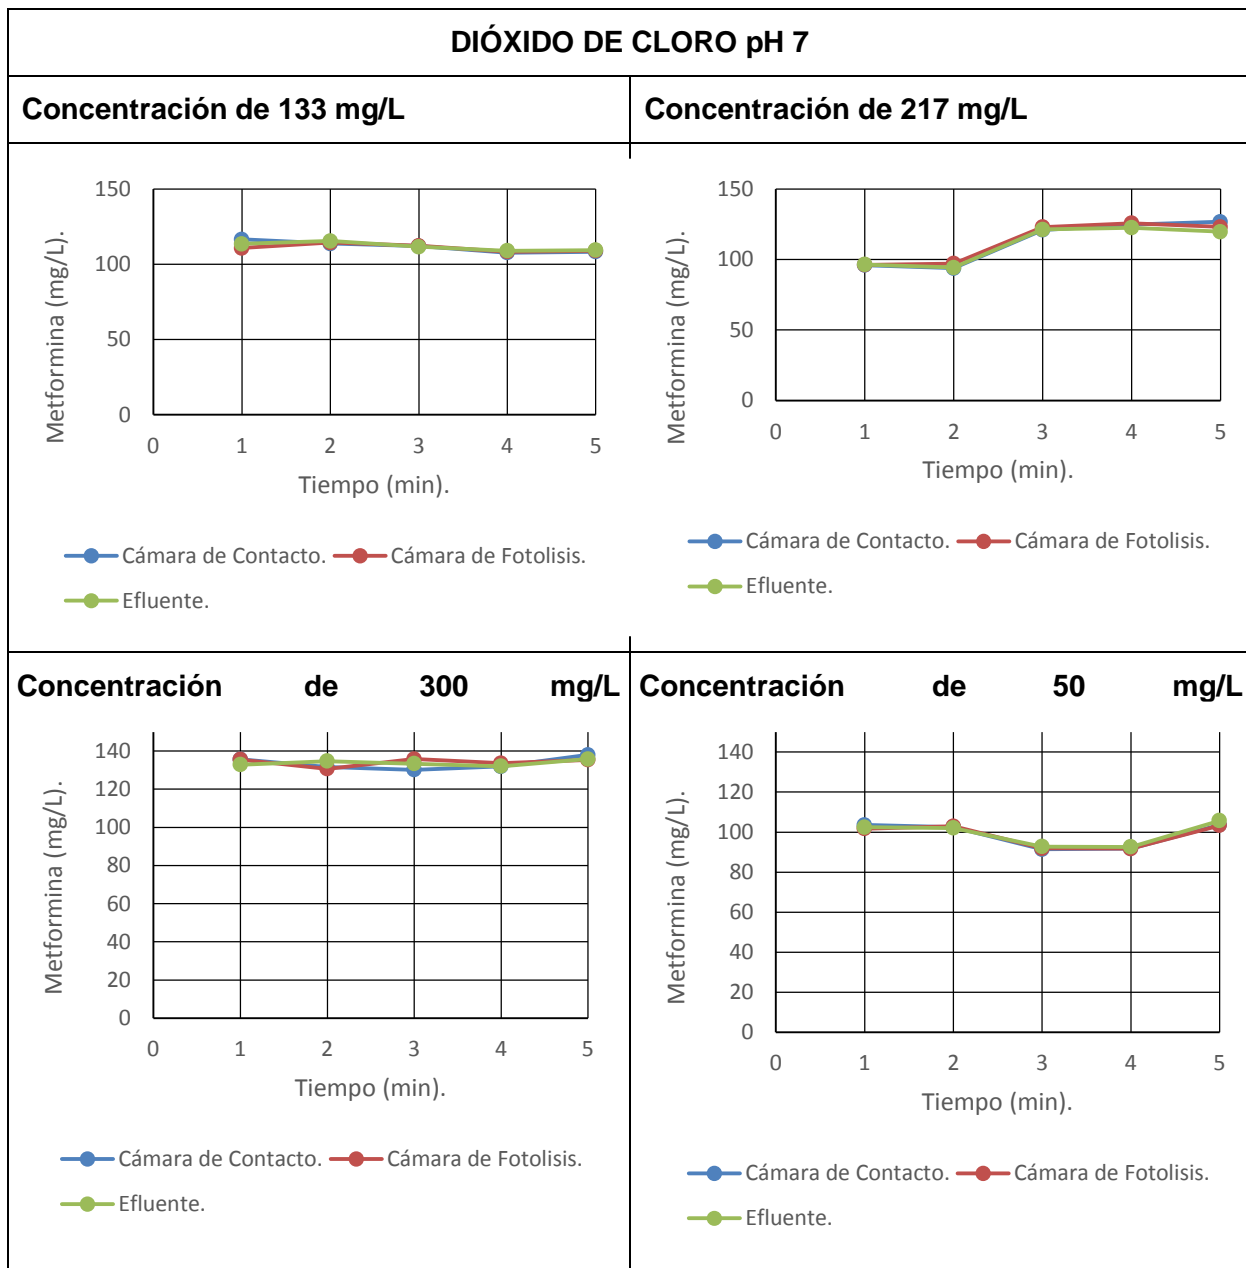 DIÓXIDO DE CLORO pH 7
Concentración de 133 mg/L
Concentración de 217 mg/L
Metformina (mg/L).
150
100
50
0
0 1 2 3 4 5
Tiempo (min).
Cámara de Contacto. Cámara de Fotolisis.
Efluente.
Metformina (mg/L).
150
100
50
0
0 1 2 3 4 5
Tiempo (min).
Cámara de Contacto. Cámara de Fotolisis.
Efluente.
Concentración de 300 mg/L
Concentración de 50 mg/L
Metformina (mg/L).
140
120
100
80
60
40
20
0
0 1 2 3 4 5
Tiempo (min).
Cámara de Contacto. Cámara de Fotolisis.
Efluente.
Metformina (mg/L).
140
120
100
80
60
40
20
0
0 1 2 3 4 5
Tiempo (min).
Cámara de Contacto. Cámara de Fotolisis.
Efluente.